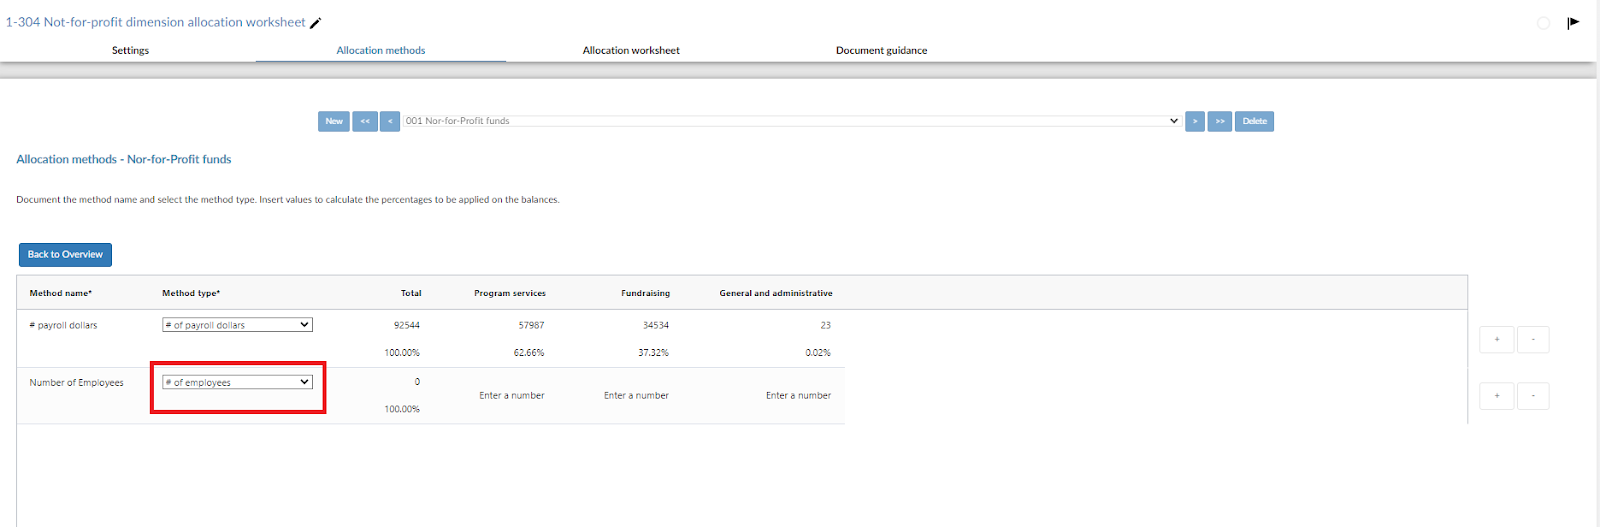 1-304 Not-for-profit dimension allocation worksheet
Settings Allocation methods Allocation worksheet Document guidance
New << < 001 Nor-for-Profit funds > >> Delete
Allocation methods - Nor-for-Profit funds
Document the method name and select the method type. Insert values to calculate the percentages to be applied on the balances.
Back to Overview
Method name* Method type* Total Program services Fundraising General and administrative
# payroll dollars # of payroll dollars 92544 57987 34534 23
100.00% 62.66% 37.32% 0.02%
+ -
Number of Employees # of employees 0
Enter a number Enter a number Enter a number + -
100.00%